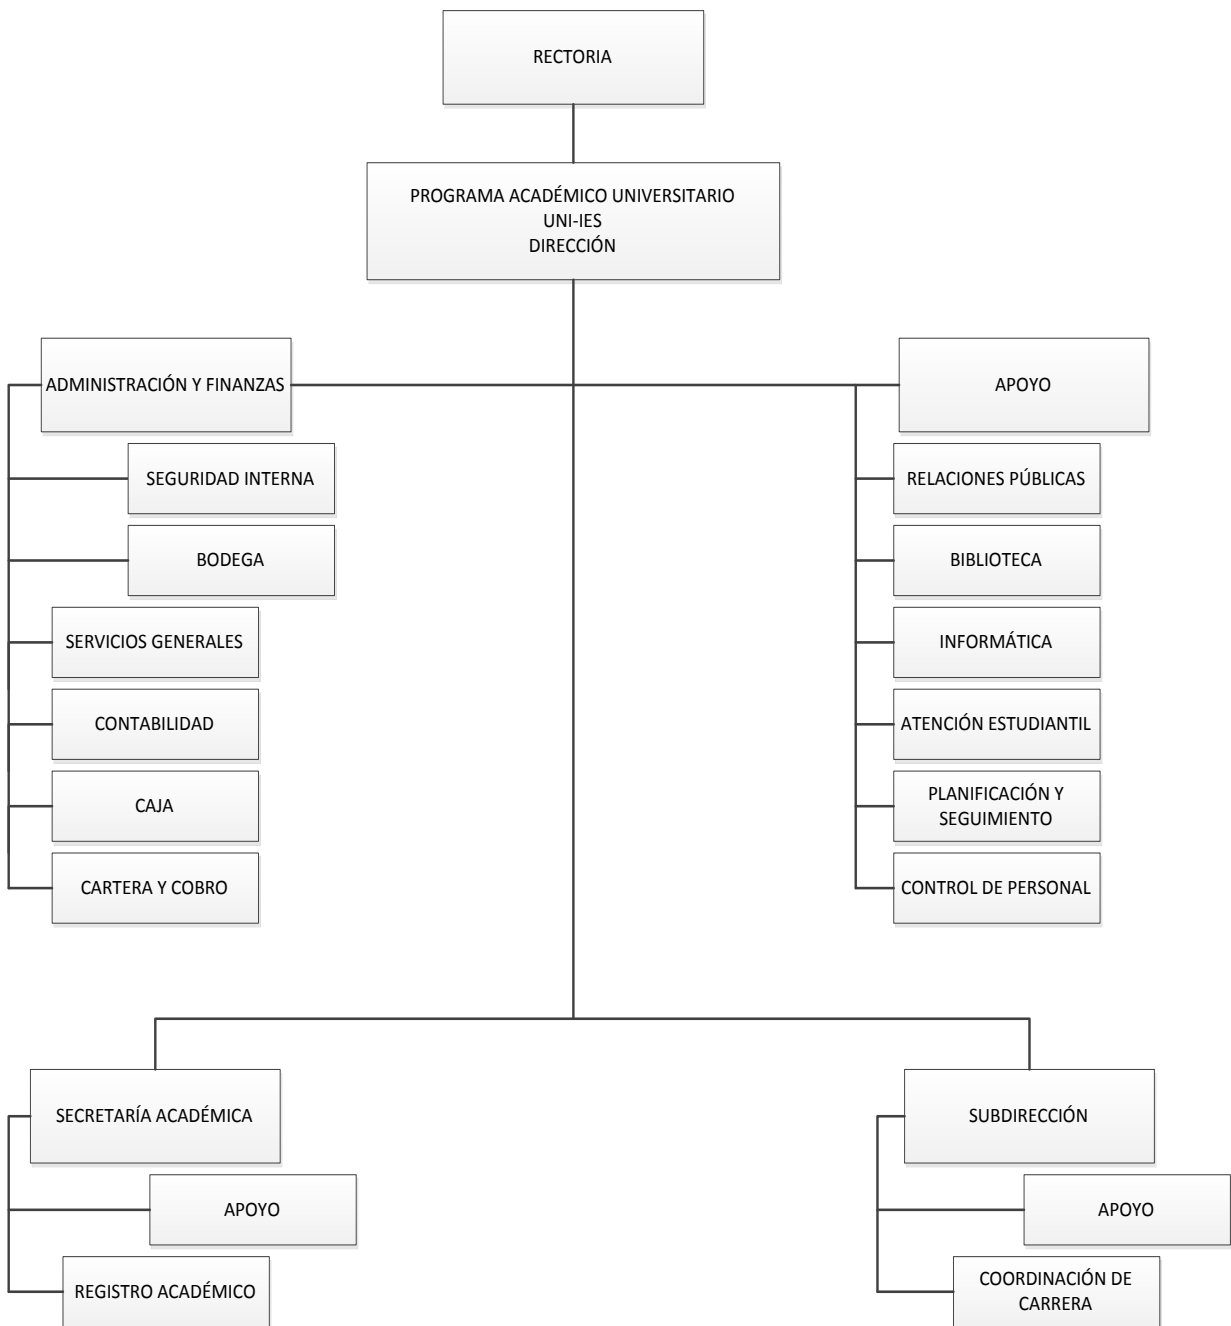 RECTORIA
PROGRAMA ACADÉMICO UNIVERSITARIO
UNI-IES
DIRECCIÓN
ADMINISTRACIÓN Y FINANZAS
SEGURIDAD INTERNA
BODEGA
SERVICIOS GENERALES
CONTABILIDAD
CAJA
CARTERA Y COBRO
APOYO
RELACIONES PÚBLICAS
BIBLIOTECA
INFORMÁTICA
ATENCIÓN ESTUDIANTIL
PLANIFICACIÓN Y
SEGUIMIENTO
CONTROL DE PERSONAL
SECRETARÍA ACADÉMICA
APOYO
REGISTRO ACADÉMICO
SUBDIRECCIÓN
APOYO
COORDINACIÓN DE
CARRERA